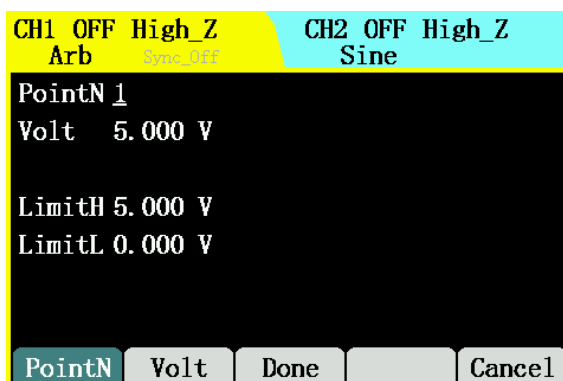 CH1 OFF High_Z
Arb Sync_Off
CH2 OFF High_Z
Sine
PointN 1
Volt 5.000 V
LimitH 5.000 V
LimitL 0.000 V
PointN Volt Done Cancel